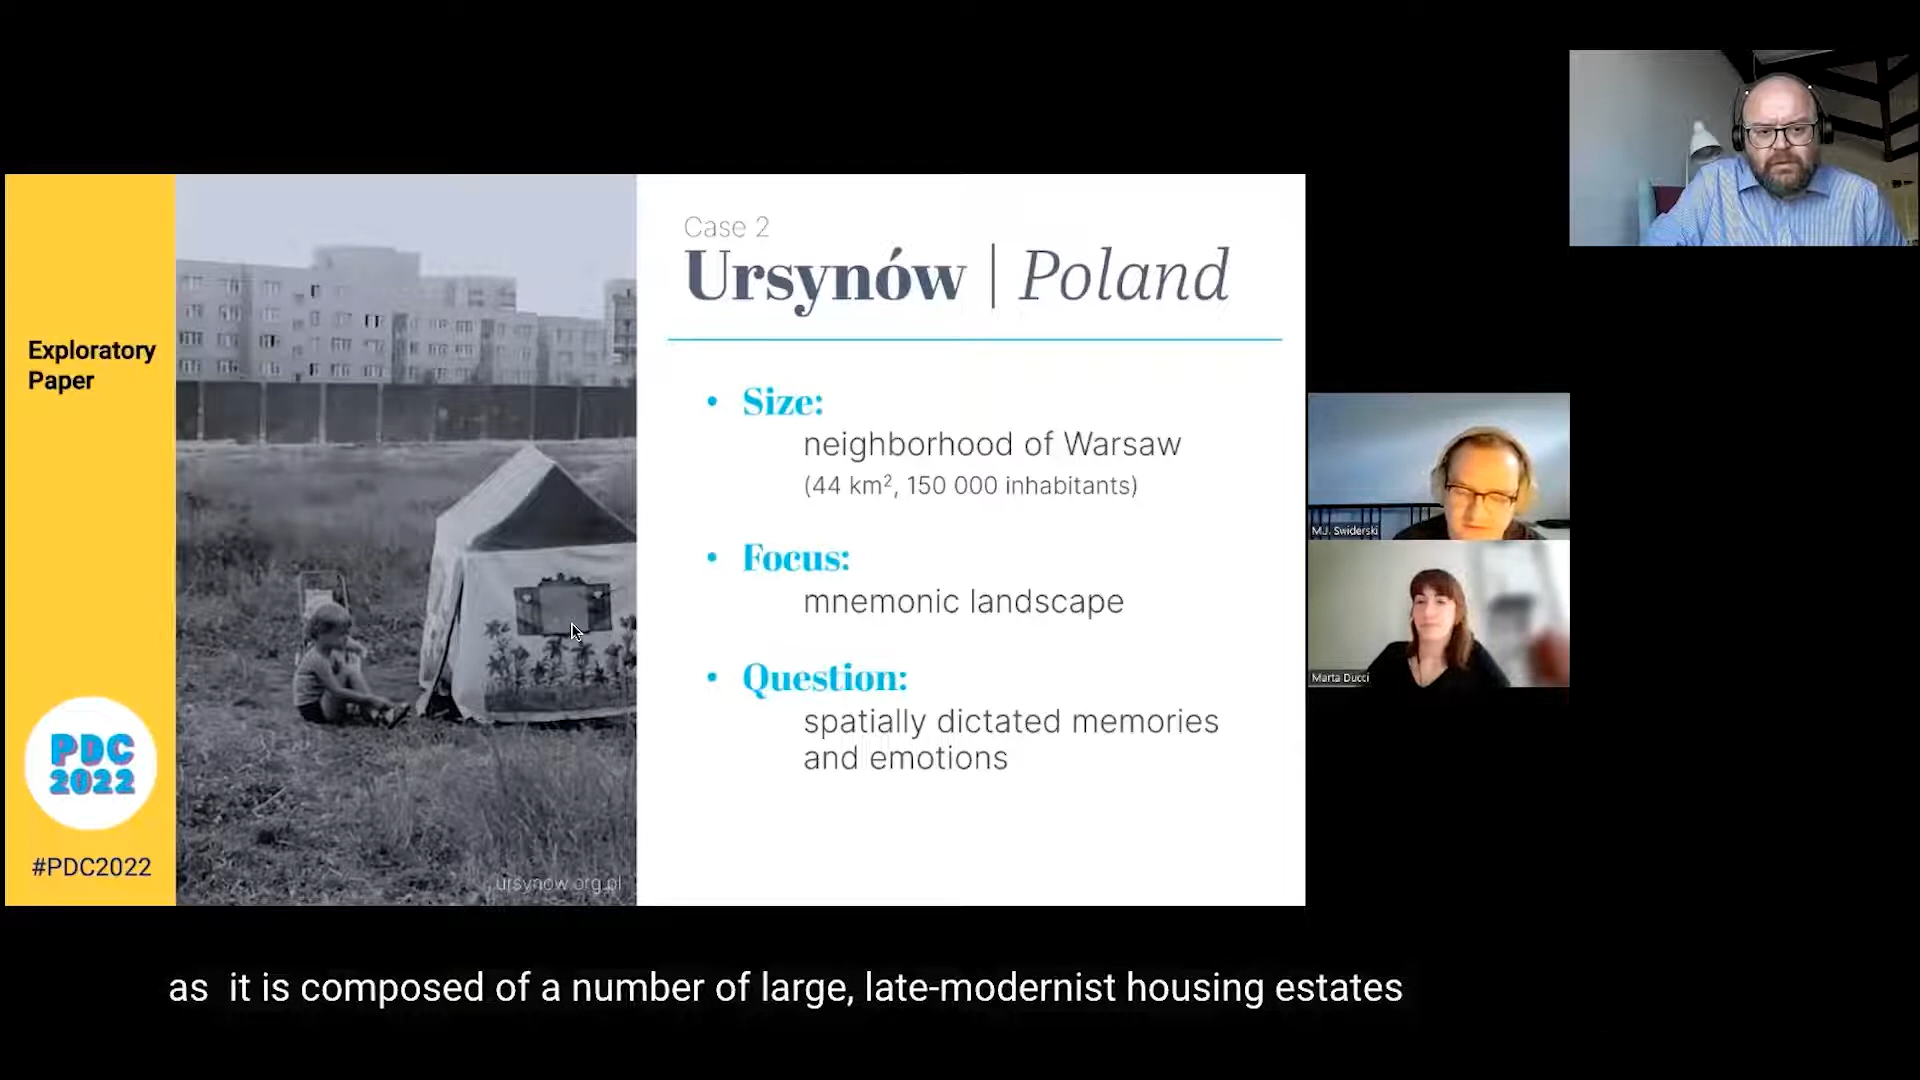 Exploratory
Paper
PDC
2022
#PDC2022
ursynow.org.pl
Case 2
Ursynów | Poland
• Size:
neighborhood of Warsaw
(44 km², 150 000 inhabitants)
• Focus:
mnemonic landscape
• Question:
spatially dictated memories
and emotions
M.J. Swiderski
Marta Ducci
as it is composed of a number of large, late-modernist housing estates